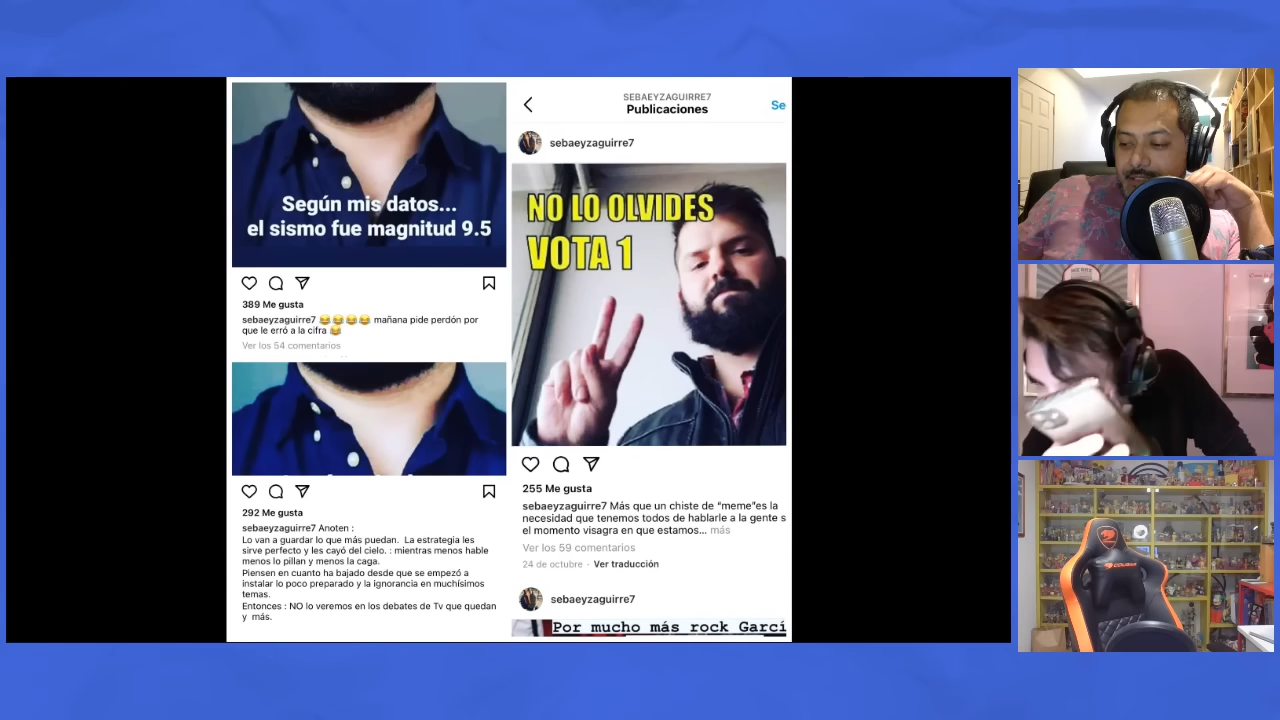 Según mis datos...
el sismo fue magnitud 9.5
389 Me gusta
sebaeyzaguirre7 😂😂😂😂 mañana pide perdón por
que le erró a la cifra 😂
Ver los 54 comentarios
292 Me gusta
sebaeyzaguirre7 Anoten :
Lo van a guardar lo que más puedan. La estrategia les
sirve perfecto y les cayó del cielo. : mientras menos hable
menos lo pillan y menos la caga.
Piensen en cuanto ha bajado desde que se empezó a
instalar lo poco preparado y la ignorancia en muchísimos
temas.
Entonces : NO lo veremos en los debates de Tv que quedan
y más.
SEBAEYZAGUIRRE7
Publicaciones
Se
sebaeyzaguirre7
NO LO OLVIDES
VOTA 1
255 Me gusta
sebaeyzaguirre7 Más que un chiste de “meme”es la
necesidad que tenemos todos de hablarle a la gente s
el momento visagra en que estamos... más
Ver los 59 comentarios
24 de octubre · Ver traducción
sebaeyzaguirre7
Por mucho más rock Garcí
COUGAR